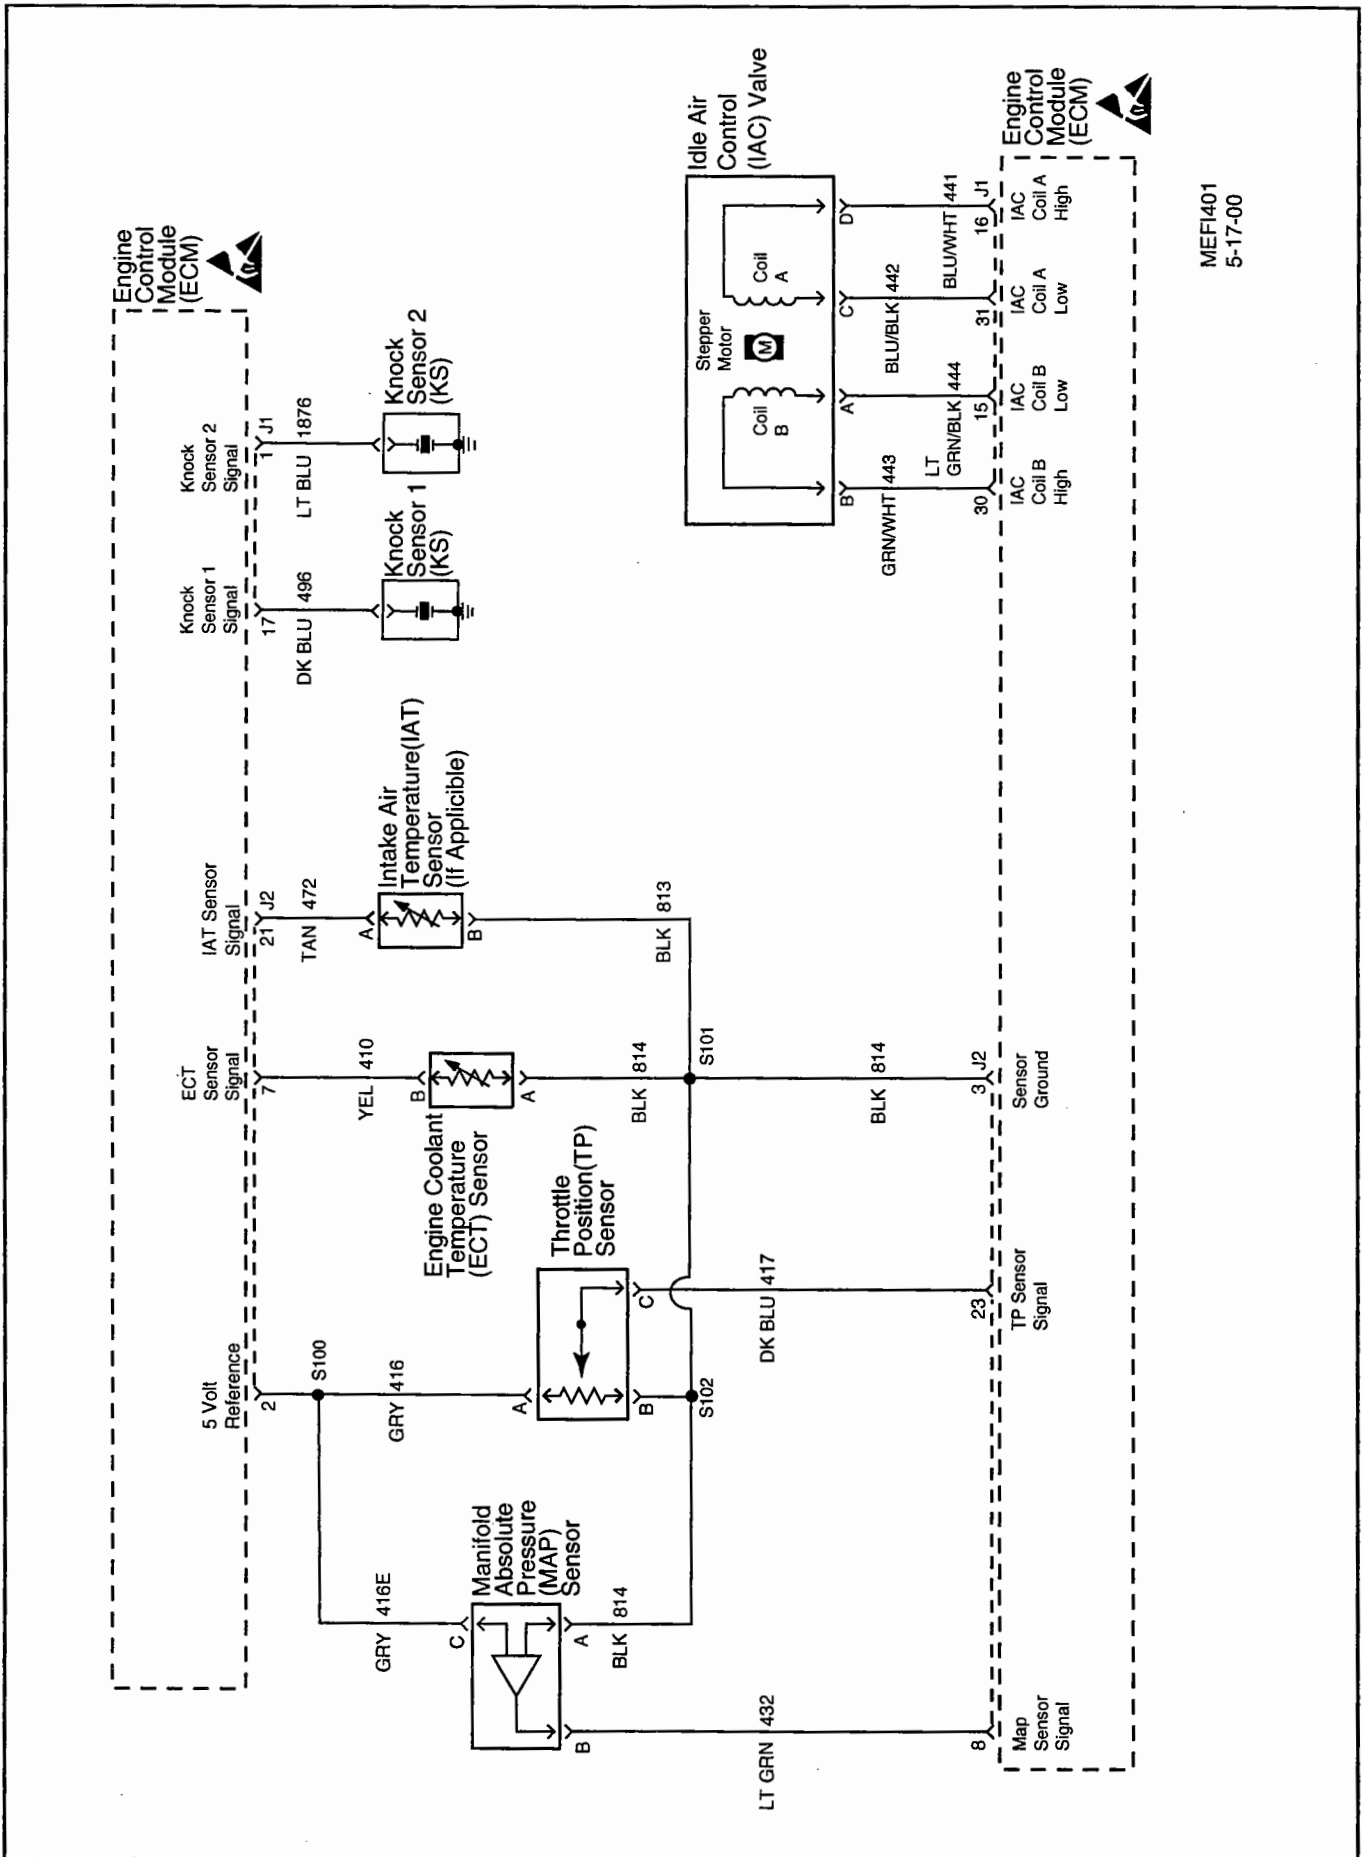 Engine
Control
Module
(ECM)
5 Volt
Reference
ECT
Sensor
Signal
IAT Sensor
Signal
Knock
Sensor 1
Signal
Knock
Sensor 2
Signal
2
7
21
J2
17
1
J1
S100
GRY
416E
GRY
416
YEL
410
TAN
472
DK BLU
496
LT BLU
1876
Manifold
Absolute
Pressure
(MAP)
Sensor
C
A
B
Throttle
Position(TP)
Sensor
A
B
C
Engine Coolant
Temperature
(ECT) Sensor
B
A
Intake Air
Temperature(IAT)
Sensor
(If Applicible)
A
B
Knock
Sensor 1
(KS)
Knock
Sensor 2
(KS)
BLK
814
BLK
814
BLK
813
S102
S101
LT GRN
432
DK BLU
417
BLK
814
Idle Air
Control
(IAC) Valve
Stepper
Motor
M
Coil
B
Coil
A
B
A
C
D
GRN/WHT
443
LT
GRN/BLK
444
BLU/BLK
442
BLU/WHT
441
8
23
3
J2
30
15
31
16
J1
Map
Sensor
Signal
TP Sensor
Signal
Sensor
Ground
IAC
Coil B
High
IAC
Coil B
Low
IAC
Coil A
Low
IAC
Coil A
High
Engine
Control
Module
(ECM)
MEFI401
5-17-00